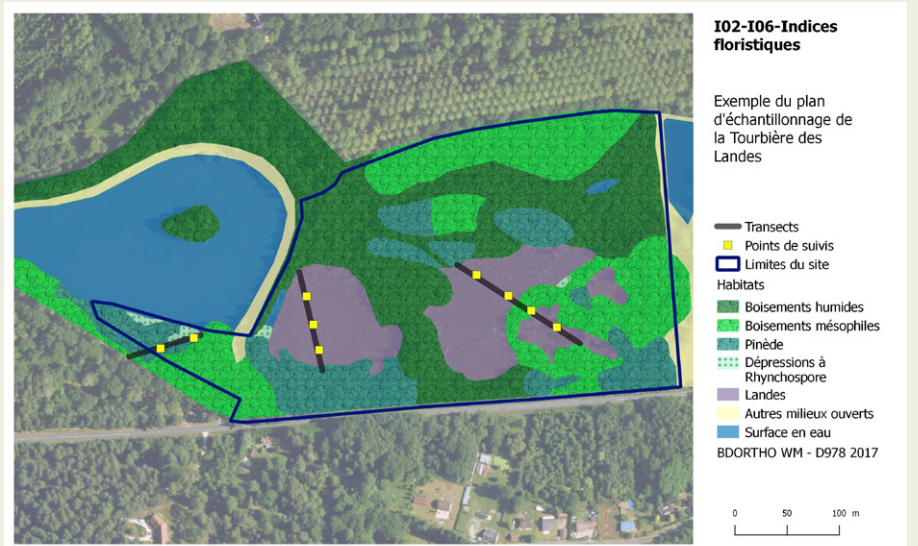 I02-I06-Indices
floristiques
Exemple du plan
d'échantillonnage de
la Tourbière des
Landes
Transects
Points de suivis
Limites du site
Habitats
Boisements humides
Boisements mésophiles
Pinède
Dépressions à
Rhynchospore
Landes
Autres milieux ouverts
Surface en eau
BDORTHO WM - D978 2017
0 50 100 m